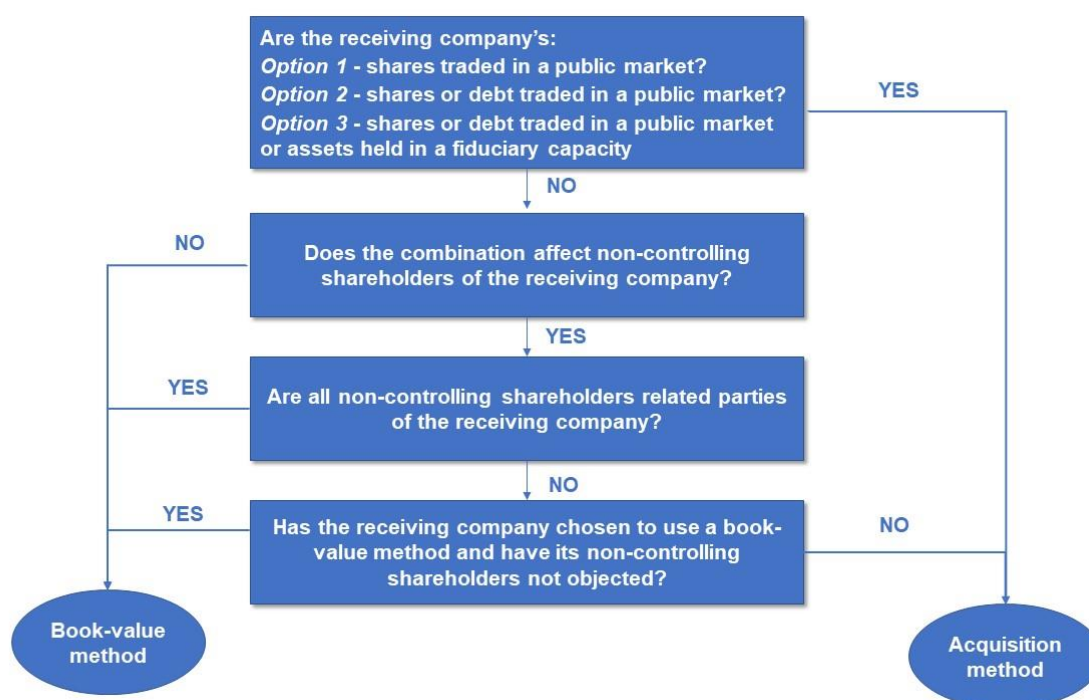 Are the receiving company's:
Option 1 - shares traded in a public market?
Option 2 - shares or debt traded in a public market?
Option 3 - shares or debt traded in a public market
or assets held in a fiduciary capacity
YES
NO
NO
Does the combination affect non-controlling
shareholders of the receiving company?
YES
YES
Are all non-controlling shareholders related parties
of the receiving company?
NO
YES
Has the receiving company chosen to use a book-
value method and have its non-controlling
shareholders not objected?
NO
Book-value
method
Acquisition
method